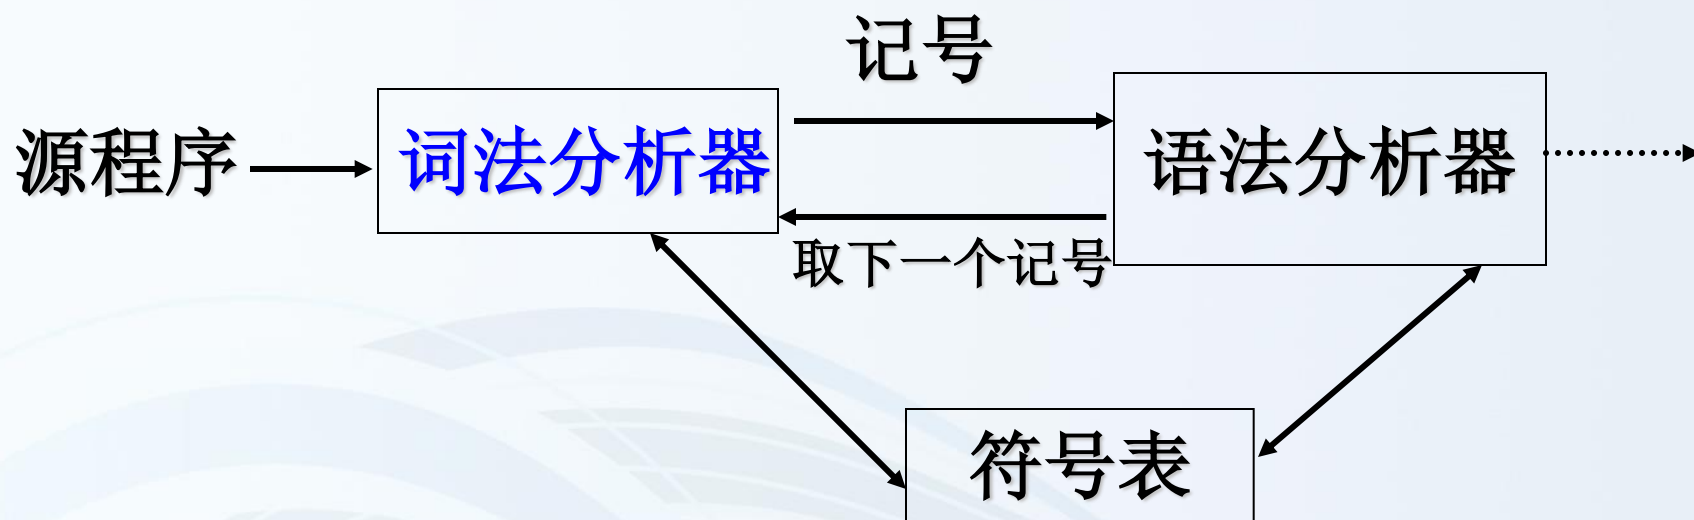 记号
源程序
词法分析器
语法分析器
取下一个记号
符号表